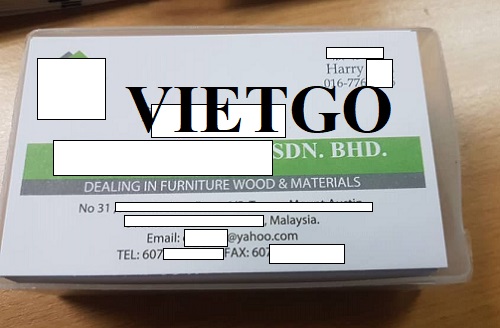 Harry
016-776
VIETGO
SDN. BHD.
DEALING IN FURNITURE WOOD & MATERIALS
No 31
, Malaysia.
Email: @yahoo.com
TEL: 607 FAX: 607